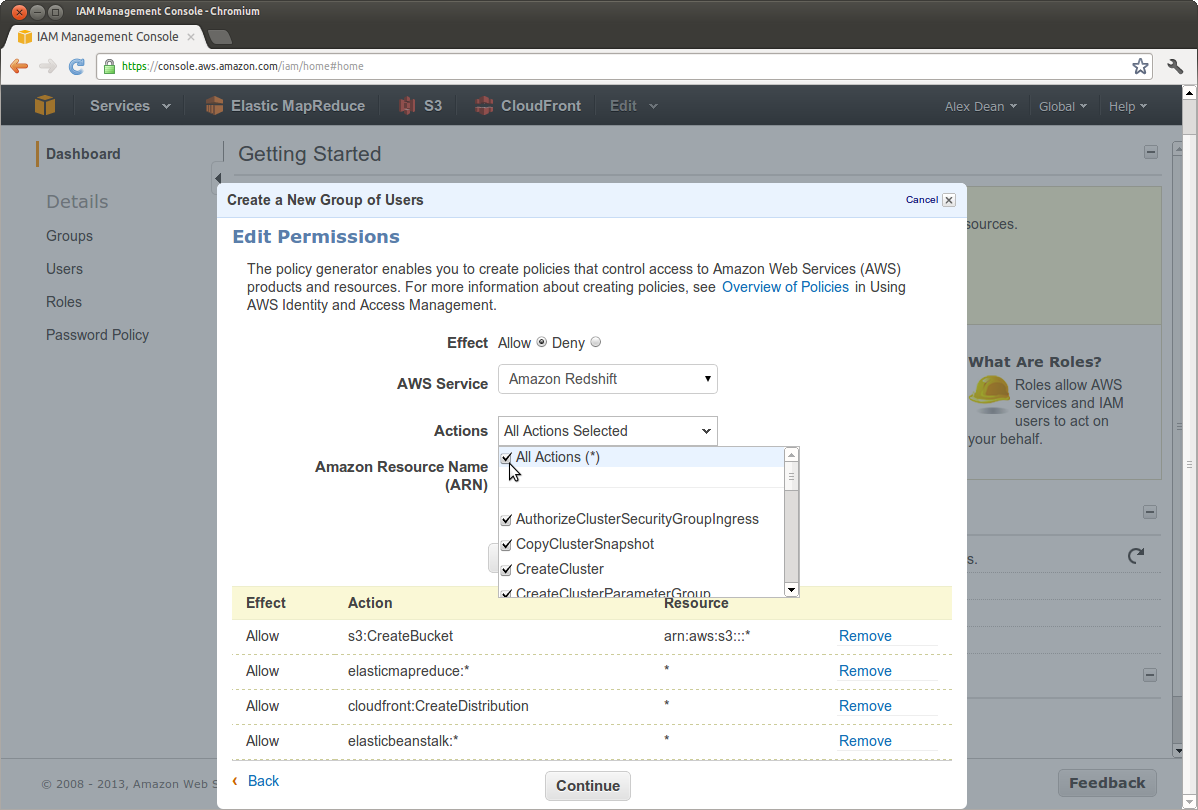 IAM Management Console - Chromium
IAM Management Console
https://console.aws.amazon.com/iam/home#home
Services
Elastic MapReduce
S3
CloudFront
Edit
Alex Dean
Global
Help
Dashboard
Getting Started
Details
Groups
Users
Roles
Password Policy
sources.
What Are Roles?
Roles allow AWS
services and IAM
users to act on
your behalf.
s.
Create a New Group of Users
Cancel
Edit Permissions
The policy generator enables you to create policies that control access to Amazon Web Services (AWS)
products and resources. For more information about creating policies, see Overview of Policies in Using
AWS Identity and Access Management.
Effect Allow Deny
AWS Service Amazon Redshift
Actions All Actions Selected
All Actions (*)
Amazon Resource Name
(ARN)
AuthorizeClusterSecurityGroupIngress
CopyClusterSnapshot
CreateCluster
CreateClusterParameterGroup
Effect Action Resource
Allow s3:CreateBucket arn:aws:s3:::* Remove
Allow elasticmapreduce:* * Remove
Allow cloudfront:CreateDistribution * Remove
Allow elasticbeanstalk:* * Remove
‹ Back
Continue
© 2008 - 2013, Amazon Web S
Feedback